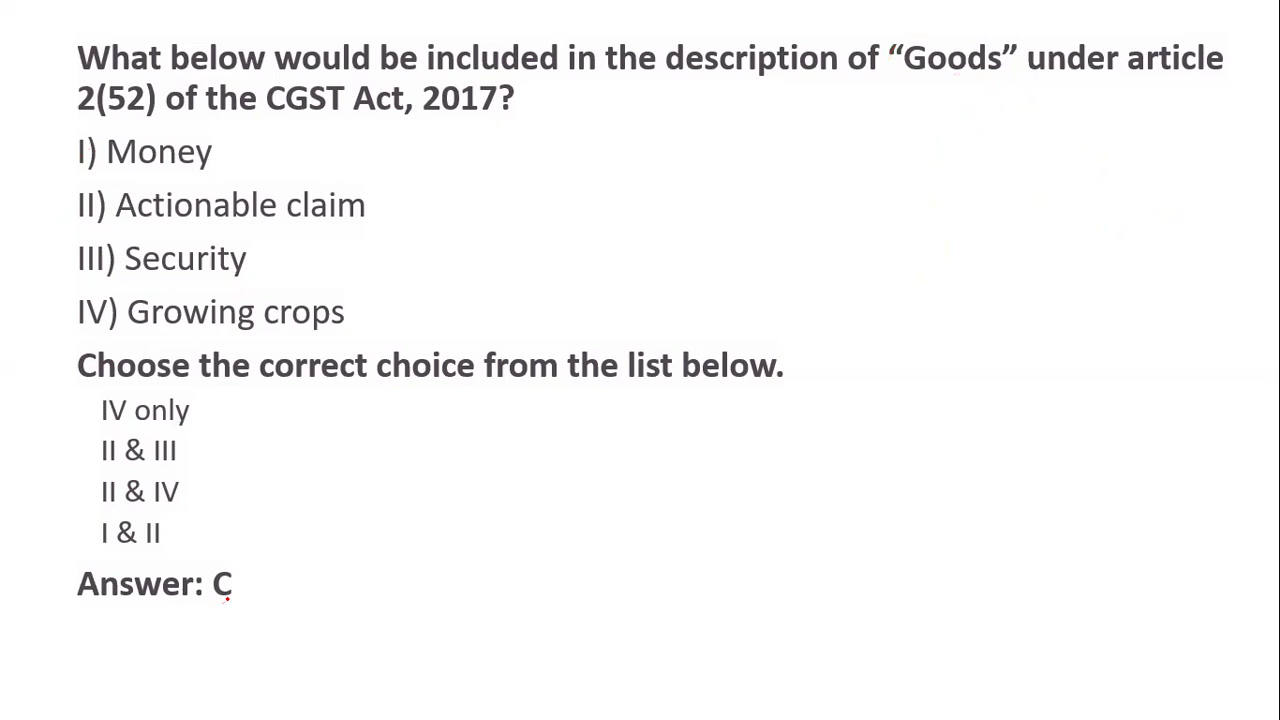 What below would be included in the description of “Goods” under article
2(52) of the CGST Act, 2017?
I) Money
II) Actionable claim
III) Security
IV) Growing crops
Choose the correct choice from the list below.
IV only
II & III
II & IV
I & II
Answer: C